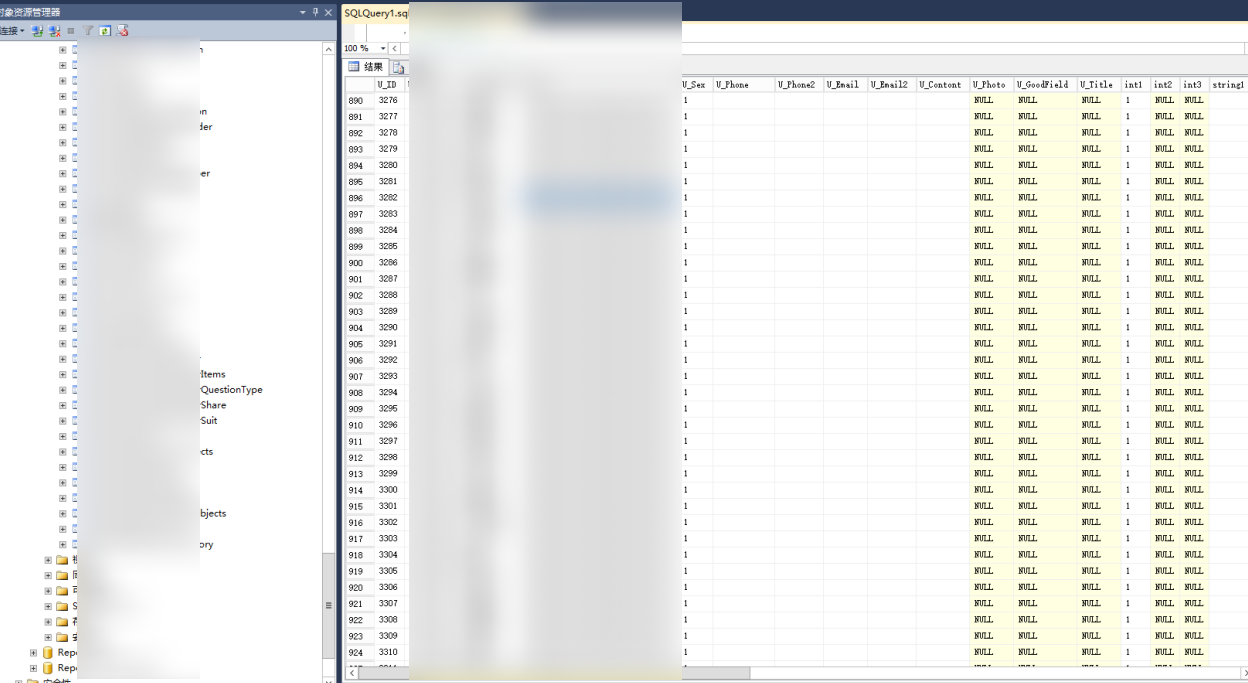 对象资源管理器
连接
n
on
der
er
rItems
rQuestionType
rShare
rSuit
cts
bjects
ory
S
Rep
Rep
安全性
SQLQuery1.sql
100 %
结果
U_ID U_Sex U_Phone U_Phone2 U_Email U_Email2 U_Contont U_Photo U_GoodField U_Title int1 int2 int3 string1
890 3276 1 NULL NULL NULL 1 NULL NULL
891 3277 1 NULL NULL NULL 1 NULL NULL
892 3278 1 NULL NULL NULL 1 NULL NULL
893 3279 1 NULL NULL NULL 1 NULL NULL
894 3280 1 NULL NULL NULL 1 NULL NULL
895 3281 1 NULL NULL NULL 1 NULL NULL
896 3282 1 NULL NULL NULL 1 NULL NULL
897 3283 1 NULL NULL NULL 1 NULL NULL
898 3284 1 NULL NULL NULL 1 NULL NULL
899 3285 1 NULL NULL NULL 1 NULL NULL
900 3286 1 NULL NULL NULL 1 NULL NULL
901 3287 1 NULL NULL NULL 1 NULL NULL
902 3288 1 NULL NULL NULL 1 NULL NULL
903 3289 1 NULL NULL NULL 1 NULL NULL
904 3290 1 NULL NULL NULL 1 NULL NULL
905 3291 1 NULL NULL NULL 1 NULL NULL
906 3292 1 NULL NULL NULL 1 NULL NULL
907 3293 1 NULL NULL NULL 1 NULL NULL
908 3294 1 NULL NULL NULL 1 NULL NULL
909 3295 1 NULL NULL NULL 1 NULL NULL
910 3296 1 NULL NULL NULL 1 NULL NULL
911 3297 1 NULL NULL NULL 1 NULL NULL
912 3298 1 NULL NULL NULL 1 NULL NULL
913 3299 1 NULL NULL NULL 1 NULL NULL
914 3300 1 NULL NULL NULL 1 NULL NULL
915 3301 1 NULL NULL NULL 1 NULL NULL
916 3302 1 NULL NULL NULL 1 NULL NULL
917 3303 1 NULL NULL NULL 1 NULL NULL
918 3304 1 NULL NULL NULL 1 NULL NULL
919 3305 1 NULL NULL NULL 1 NULL NULL
920 3306 1 NULL NULL NULL 1 NULL NULL
921 3307 1 NULL NULL NULL 1 NULL NULL
922 3308 1 NULL NULL NULL 1 NULL NULL
923 3309 1 NULL NULL NULL 1 NULL NULL
924 3310 1 NULL NULL NULL 1 NULL NULL